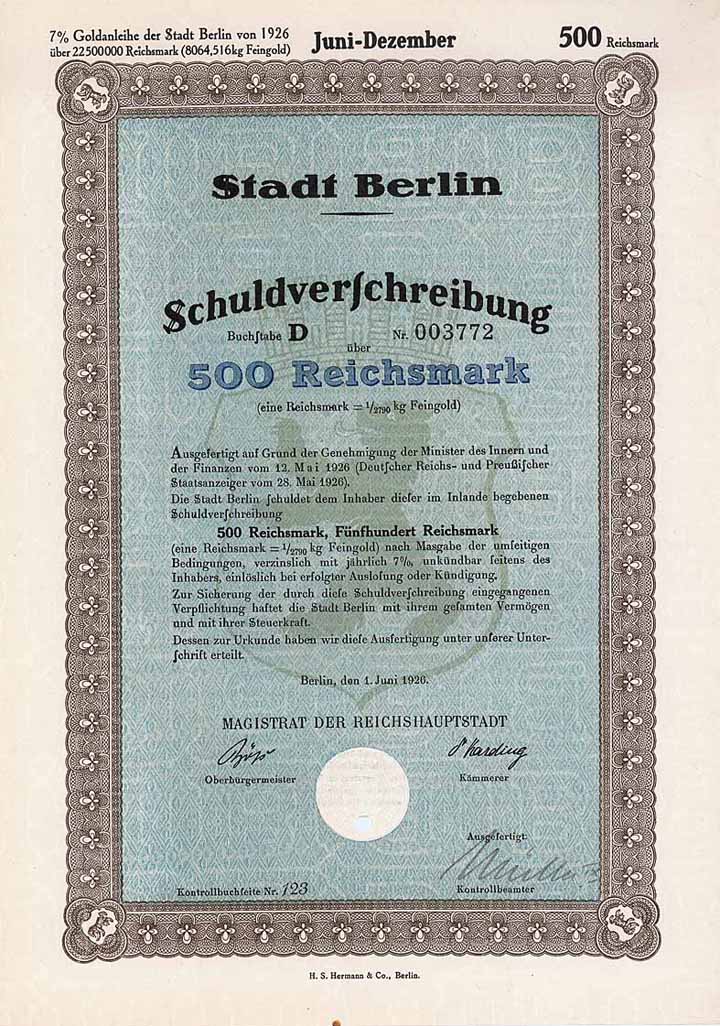 7% Goldanleihe der Stadt Berlin von 1926
über 22500000 Reichsmark (8064,516kg Feingold)
Juni-Dezember
500 Reichsmark
Stadt Berlin
Schuldverſchreibung
Buchſtabe D Nr. 003772
über
500 Reichsmark
(eine Reichsmark = 1/2790 kg Feingold)
Ausgefertigt auf Grund der Genehmigung der Minister des Innern und
der Finanzen vom 12. Mai 1926 (Deutſcher Reichs- und Preußiſcher
Staatsanzeiger vom 28. Mai 1926).
Die Stadt Berlin ſchuldet dem Inhaber dieſer im Inlande begebenen
Schuldverſchreibung
500 Reichsmark, Fünfhundert Reichsmark
(eine Reichsmark = 1/2790 kg Feingold) nach Masgabe der umſeitigen
Bedingungen, verzinslich mit jährlich 7%, unkündbar ſeitens des
Inhabers, einlöslich bei erfolgter Ausloſung oder Kündigung.
Zur Sicherung der durch dieſe Schuldverſchreibung eingegangenen
Verpflichtung haftet die Stadt Berlin mit ihrem geſamten Vermögen
und mit ihrer Steuerkraft.
Dessen zur Urkunde haben wir dieſe Ausfertigung unter unſerer Unter-
ſchrift erteilt.
Berlin, den 1. Juni 1926.
MAGISTRAT DER REICHSHAUPTSTADT
Oberbürgermeister
Kämmerer
Ausgefertigt:
Kontrollbuchſeite Nr. 123
Kontrollbeamter
H. S. Hermann & Co., Berlin.